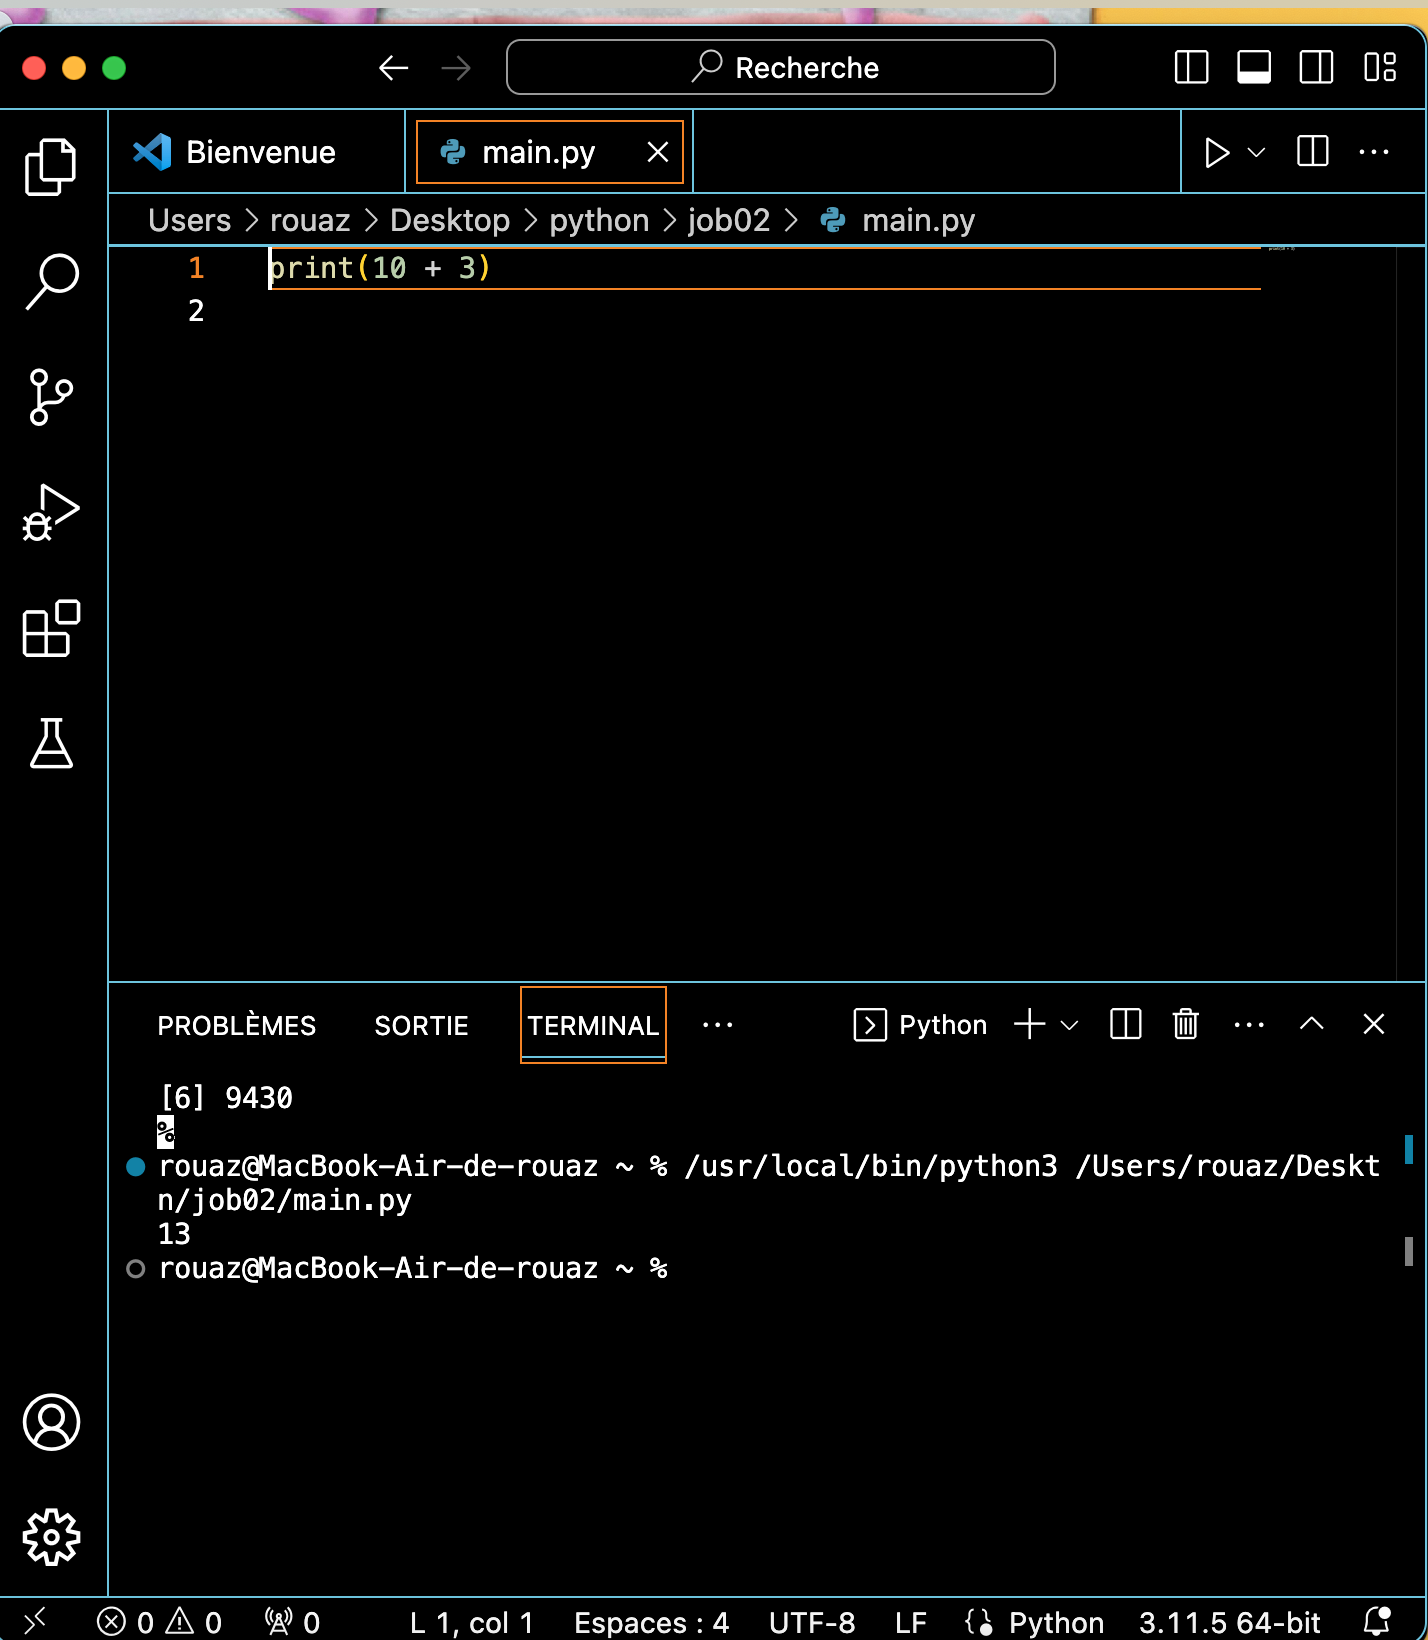 Recherche
Bienvenue
main.py
Users > rouaz > Desktop > python > job02 > main.py
1 print(10 + 3)
2
PROBLÈMES SORTIE TERMINAL ··· Python
[6] 9430
%
rouaz@MacBook-Air-de-rouaz ~ % /usr/local/bin/python3 /Users/rouaz/Deskt
n/job02/main.py
13
rouaz@MacBook-Air-de-rouaz ~ %
0 0 0 L 1, col 1 Espaces : 4 UTF-8 LF Python 3.11.5 64-bit